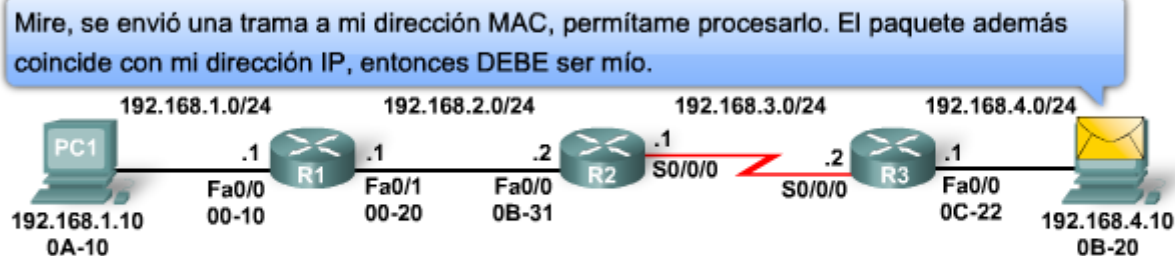 Mire, se envió una trama a mi dirección MAC, permítame procesarlo. El paquete además
coincide con mi dirección IP, entonces DEBE ser mío.
192.168.1.0/24 192.168.2.0/24 192.168.3.0/24 192.168.4.0/24
PC1 .1 R1 .1 .2 R2 .1 S0/0/0 .2 R3 .1
Fa0/0 Fa0/1 Fa0/0 S0/0/0 Fa0/0
00-10 00-20 0B-31 0C-22
192.168.1.10 192.168.4.10
0A-10 0B-20